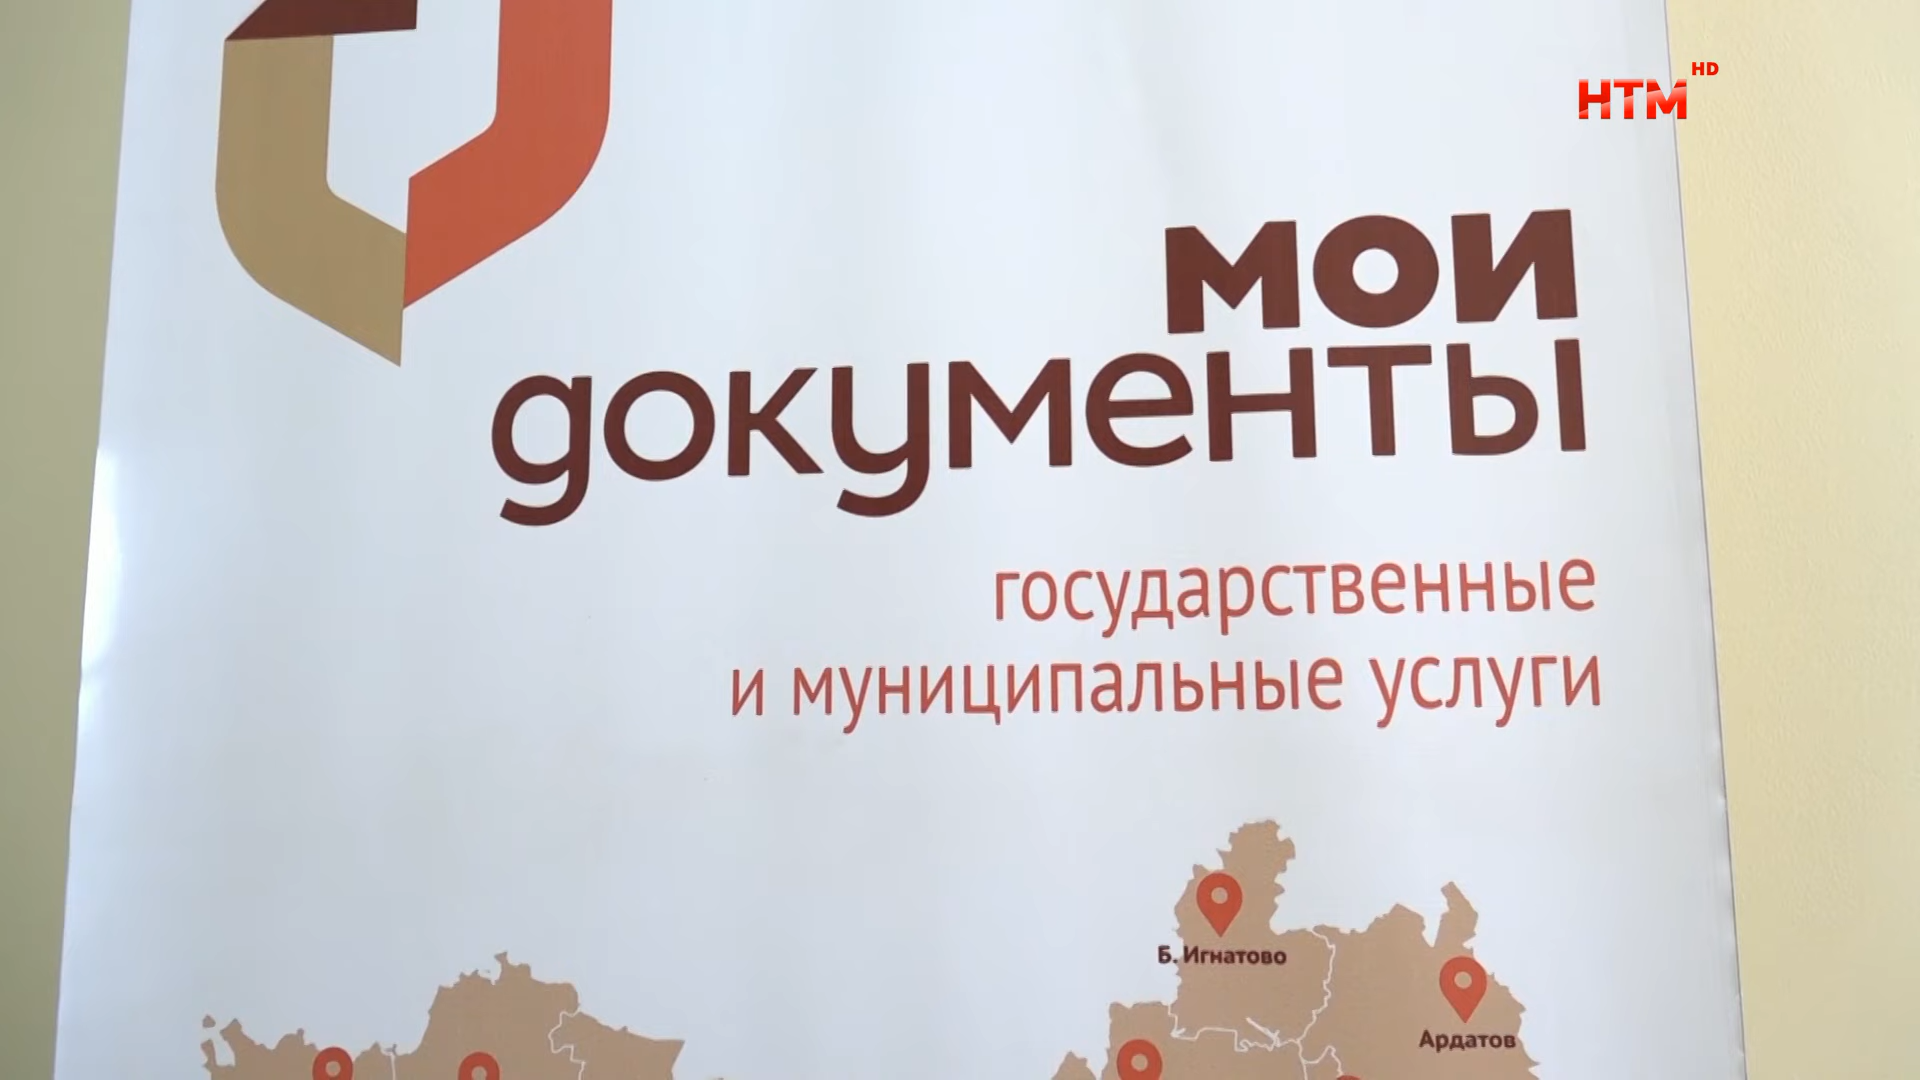 НТМ HD
мои
документы
государственные
и муниципальные услуги
Б. Игнатово
Ардатов